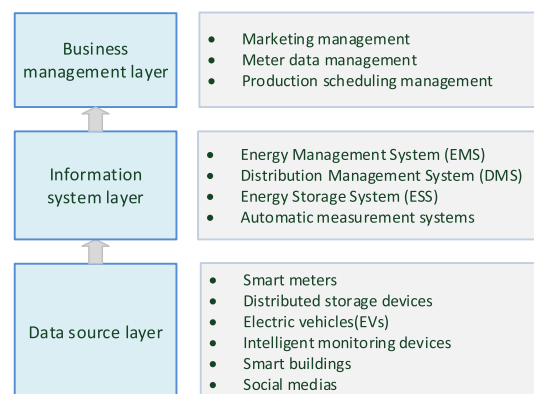 Business
management layer
• Marketing management
• Meter data management
• Production scheduling management
Information
system layer
• Energy Management System (EMS)
• Distribution Management System (DMS)
• Energy Storage System (ESS)
• Automatic measurement systems
Data source layer
• Smart meters
• Distributed storage devices
• Electric vehicles(EVs)
• Intelligent monitoring devices
• Smart buildings
• Social medias